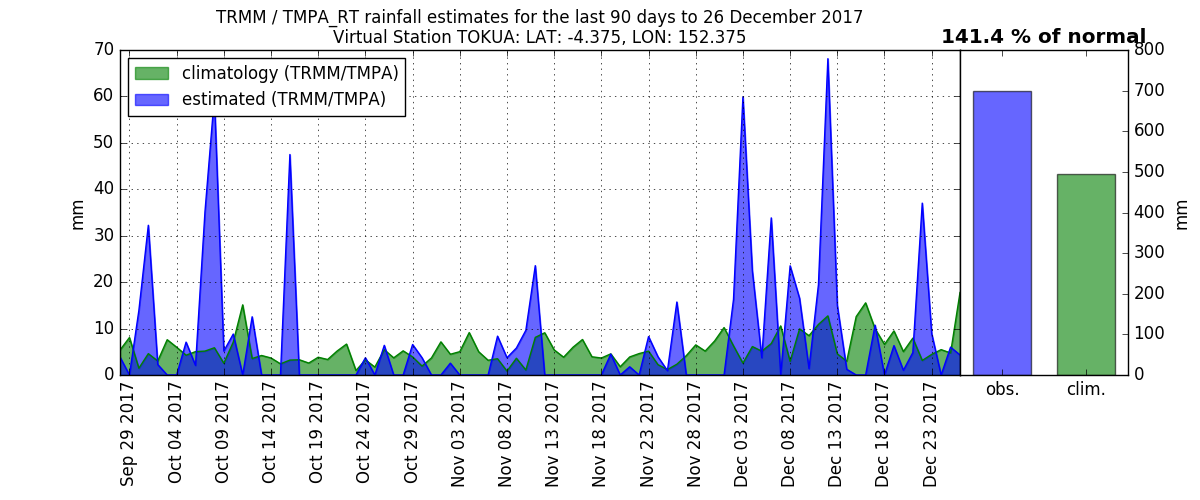 TRMM / TMPA_RT rainfall estimates for the last 90 days to 26 December 2017
Virtual Station TOKUA: LAT: -4.375, LON: 152.375
141.4 % of normal
climatology (TRMM/TMPA)
estimated (TRMM/TMPA)
70
60
50
40
30
20
10
0
mm
800
700
600
500
400
300
200
100
0
mm
Sep 29 2017
Oct 04 2017
Oct 09 2017
Oct 14 2017
Oct 19 2017
Oct 24 2017
Oct 29 2017
Nov 03 2017
Nov 08 2017
Nov 13 2017
Nov 18 2017
Nov 23 2017
Nov 28 2017
Dec 03 2017
Dec 08 2017
Dec 13 2017
Dec 18 2017
Dec 23 2017
obs.
clim.